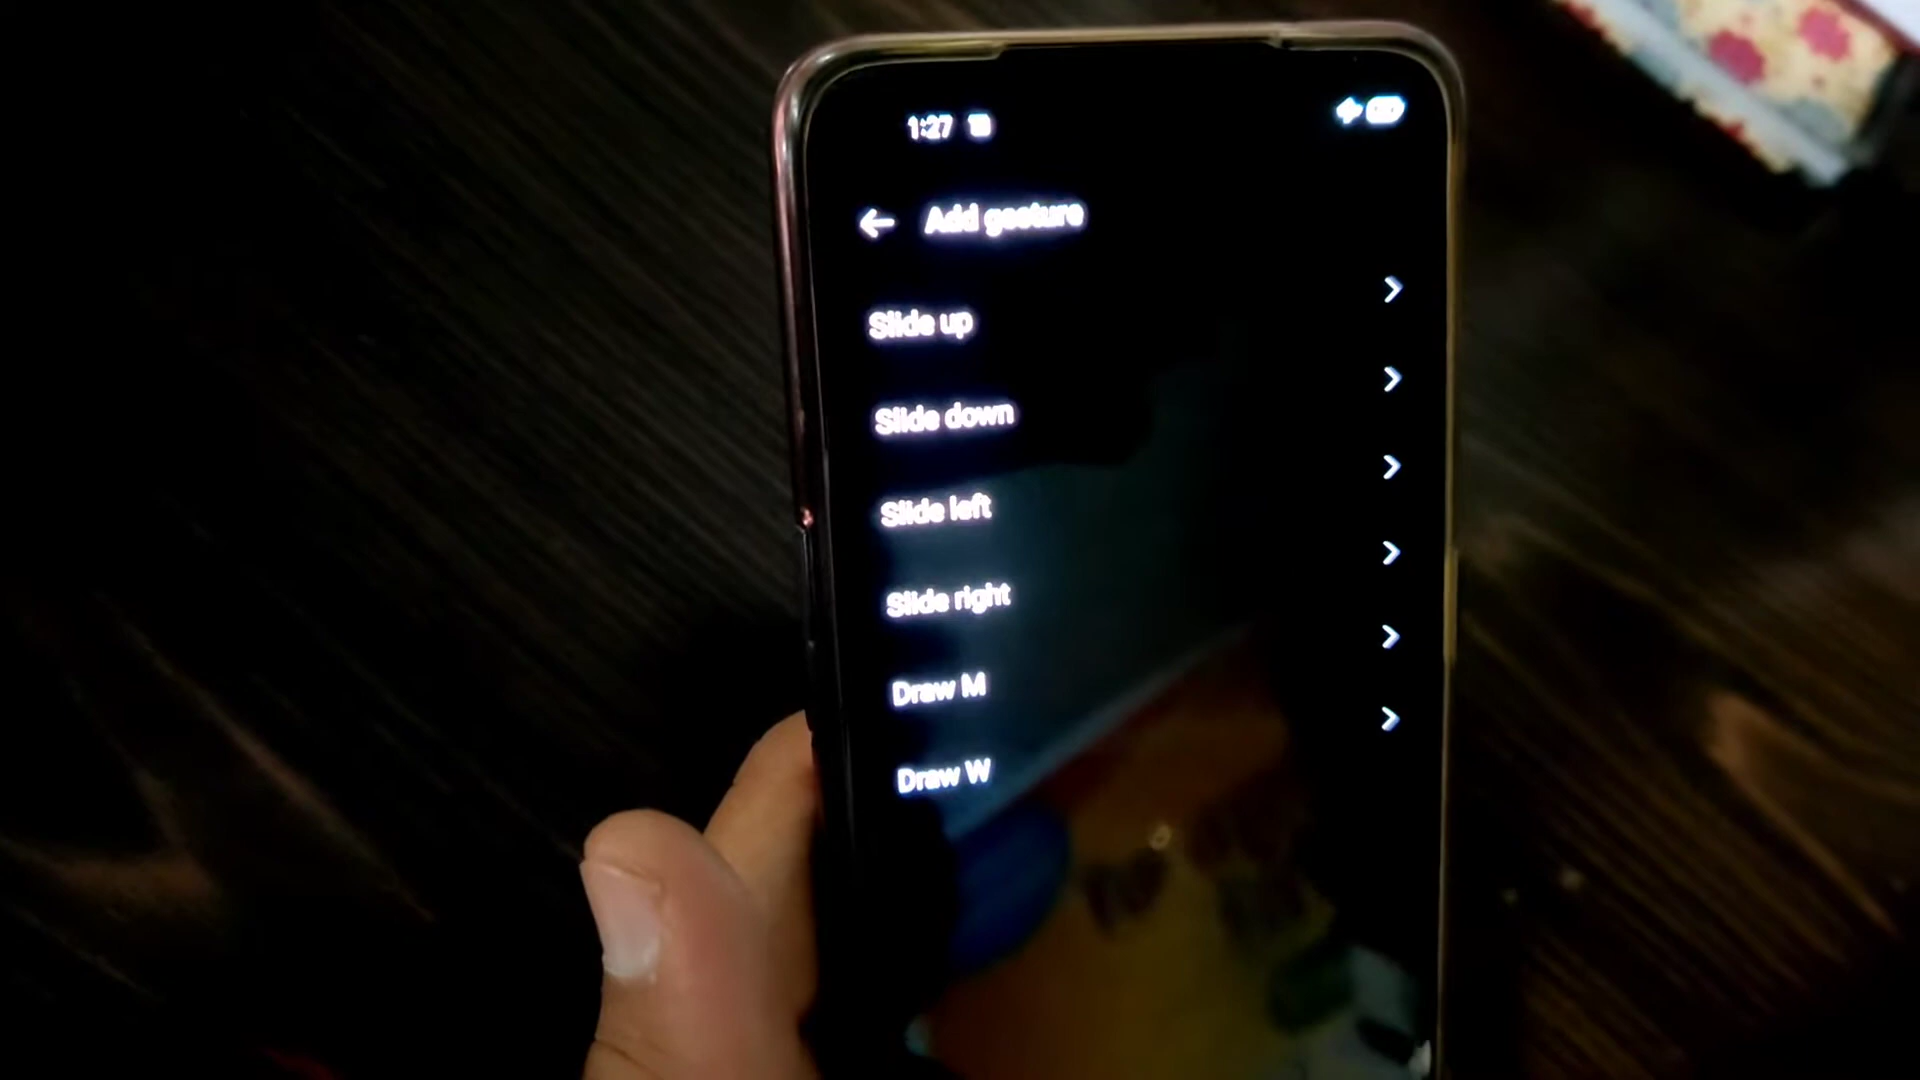 1:27
Add gesture
Slide up
Slide down
Slide left
Slide right
Draw M
Draw W